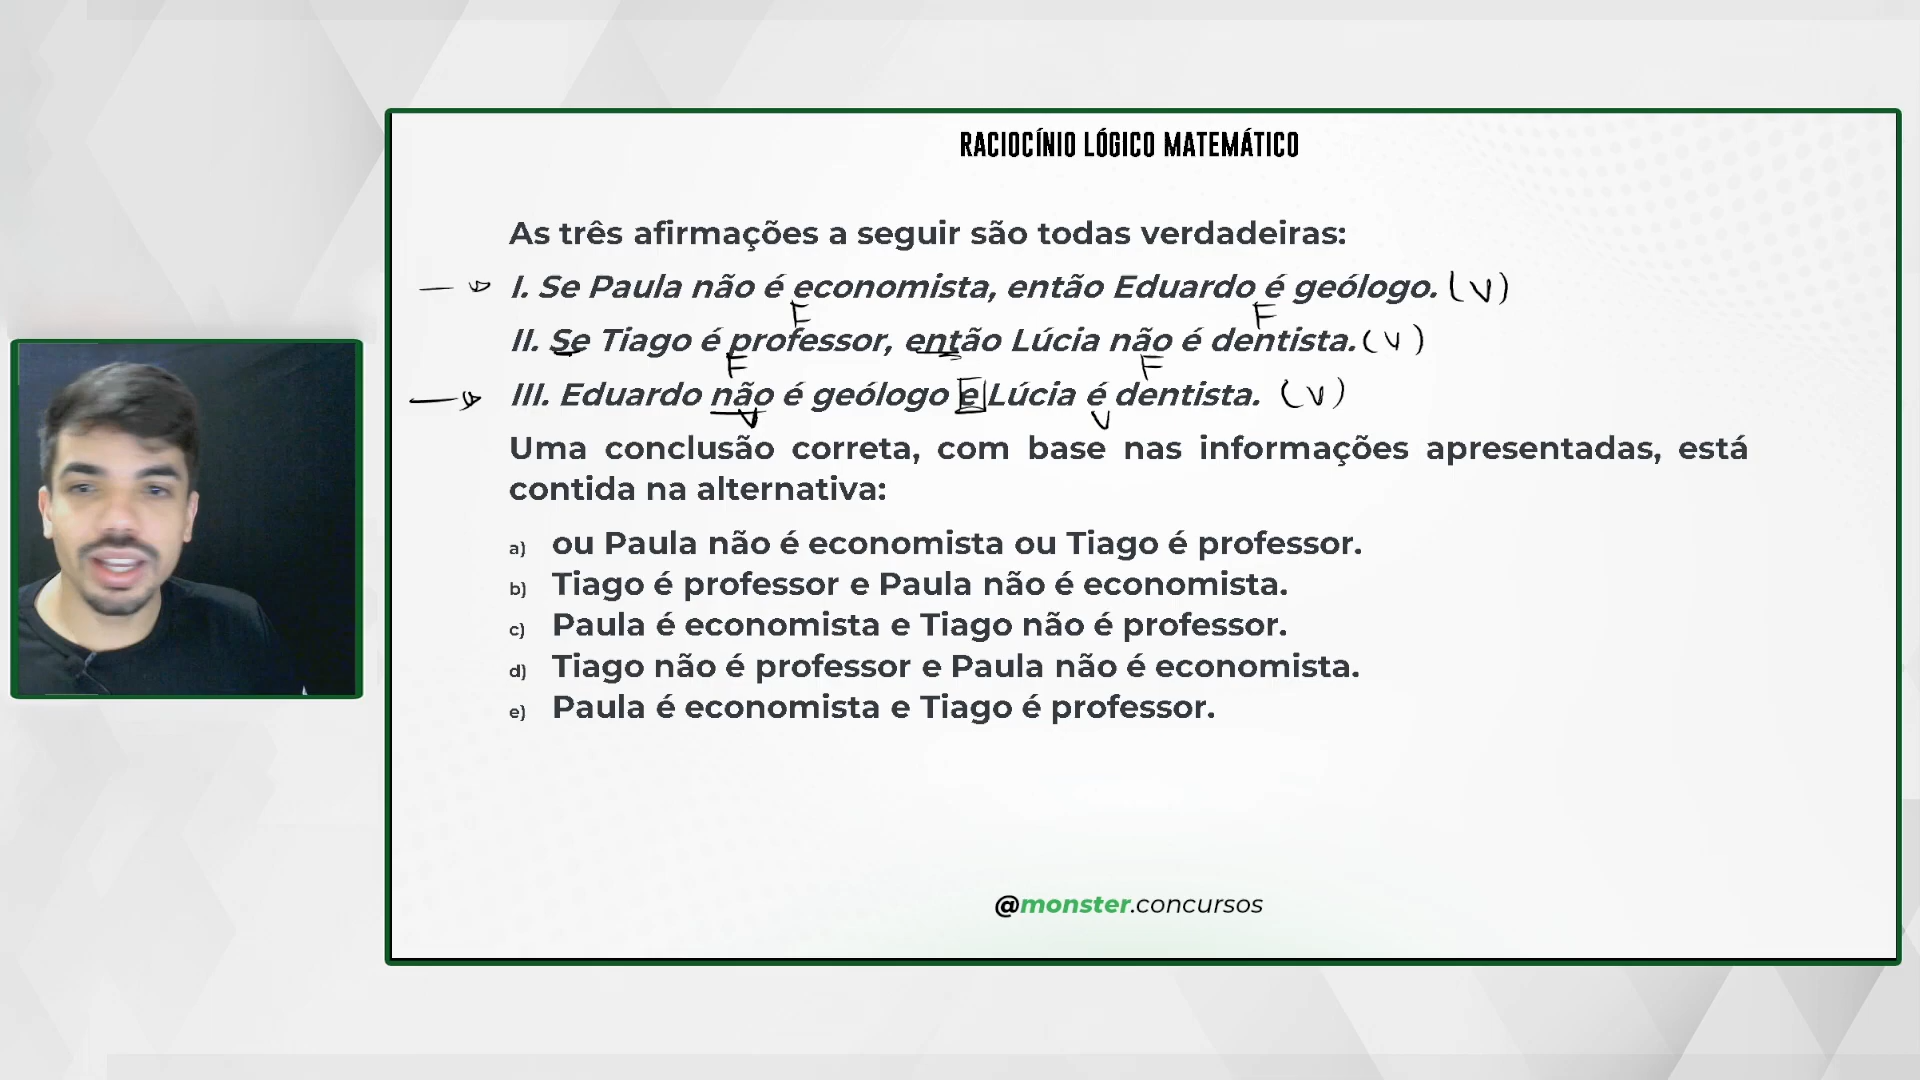 RACIOCÍNIO LÓGICO MATEMÁTICO
As três afirmações a seguir são todas verdadeiras:
I. Se Paula não é economista, então Eduardo é geólogo. (V)
F F
II. Se Tiago é professor, então Lúcia não é dentista. (V)
F F
III. Eduardo não é geólogo e Lúcia é dentista. (V)
V V
Uma conclusão correta, com base nas informações apresentadas, está
contida na alternativa:
a) ou Paula não é economista ou Tiago é professor.
b) Tiago é professor e Paula não é economista.
c) Paula é economista e Tiago não é professor.
d) Tiago não é professor e Paula não é economista.
e) Paula é economista e Tiago é professor.
@monster.concursos